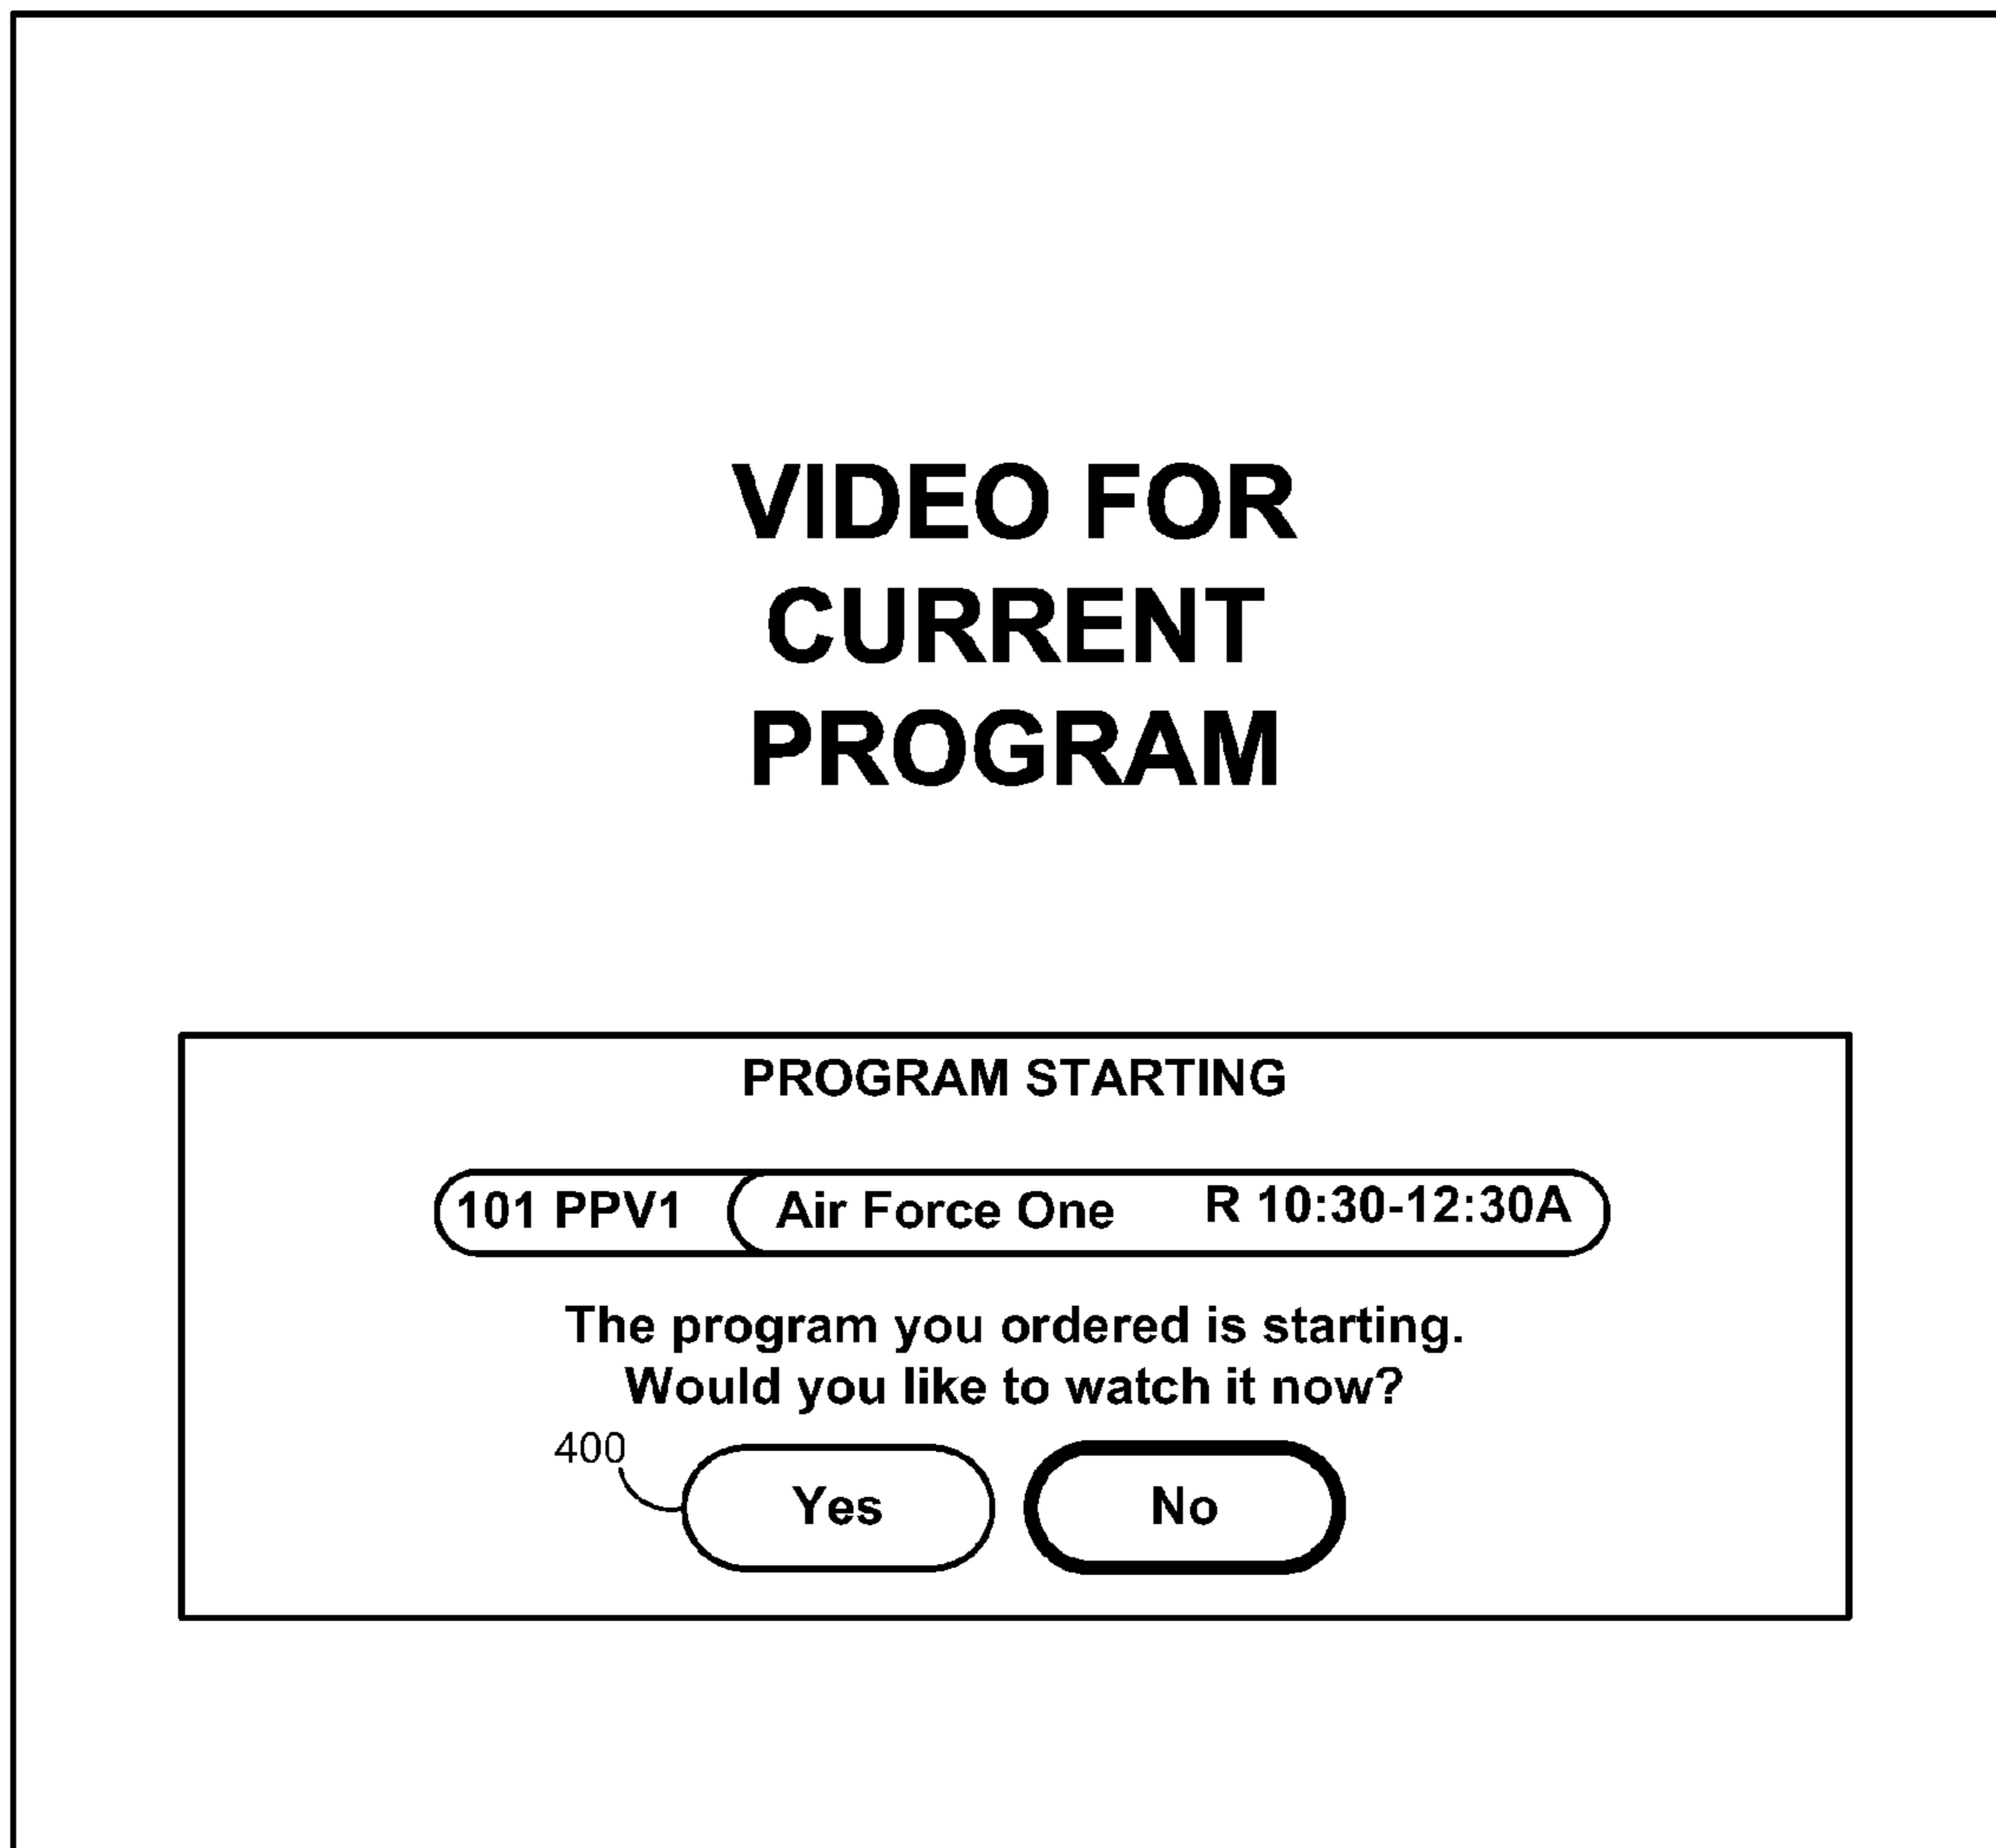 VIDEO FOR
CURRENT
PROGRAM
PROGRAM STARTING
101 PPV1 Air Force One R 10:30-12:30A
The program you ordered is starting.
Would you like to watch it now?
400
Yes No